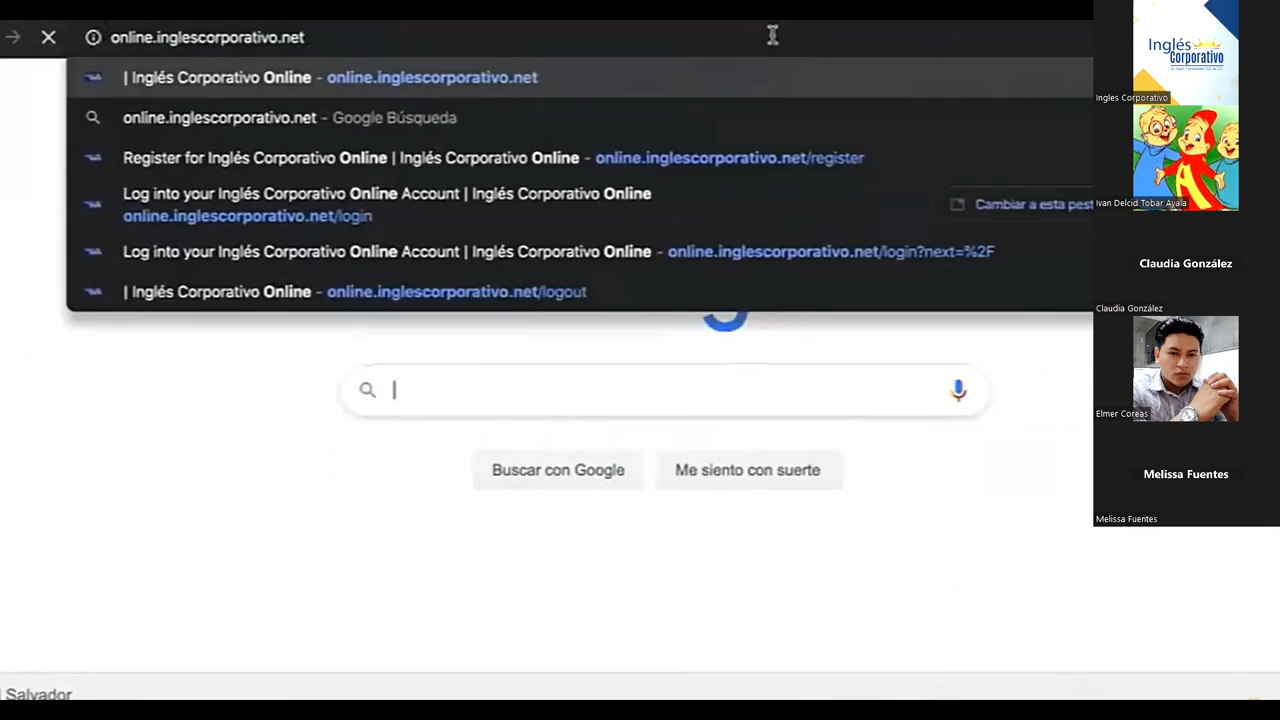 online.inglescorporativo.net
| Inglés Corporativo Online - online.inglescorporativo.net
online.inglescorporativo.net - Google Búsqueda
Register for Inglés Corporativo Online | Inglés Corporativo Online - online.inglescorporativo.net/register
Log into your Inglés Corporativo Online Account | Inglés Corporativo Online
online.inglescorporativo.net/login
Cambiar a esta pest
Log into your Inglés Corporativo Online Account | Inglés Corporativo Online - online.inglescorporativo.net/login?next=%2F
| Inglés Corporativo Online - online.inglescorporativo.net/logout
Buscar con Google
Me siento con suerte
Salvador
Inglés
Corporativo
Ingles Corporativo
A
Ivan Delcid Tobar Ayala
Claudia González
Claudia González
Elmer Coreas
Melissa Fuentes
Melissa Fuentes